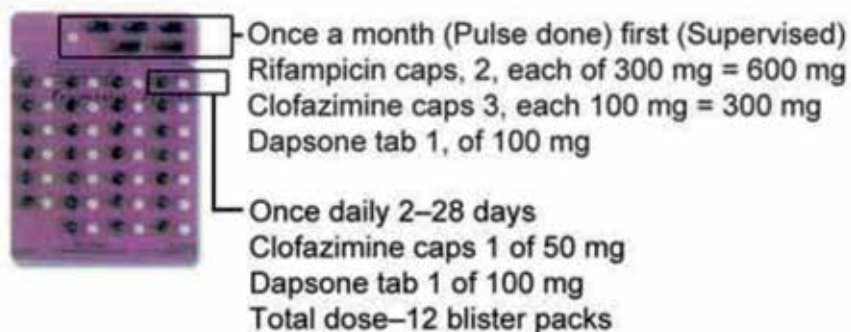 Once a month (Pulse done) first (Supervised)
Rifampicin caps, 2, each of 300 mg = 600 mg
Clofazimine caps 3, each 100 mg = 300 mg
Dapsone tab 1, of 100 mg
Once daily 2–28 days
Clofazimine caps 1 of 50 mg
Dapsone tab 1 of 100 mg
Total dose–12 blister packs